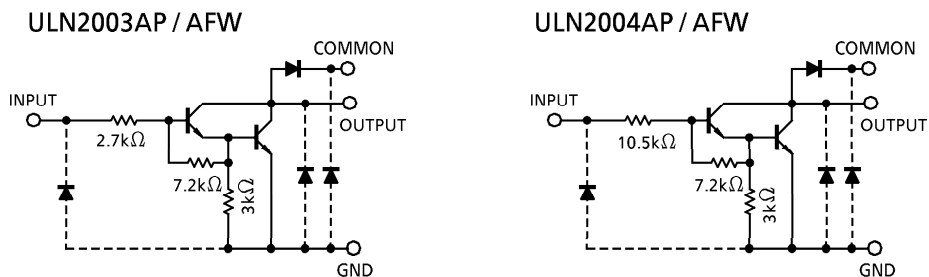 ULN2003AP / AFW
COMMON
INPUT
OUTPUT
2.7kΩ
7.2kΩ
3kΩ
GND
ULN2004AP / AFW
COMMON
INPUT
OUTPUT
10.5kΩ
7.2kΩ
3kΩ
GND